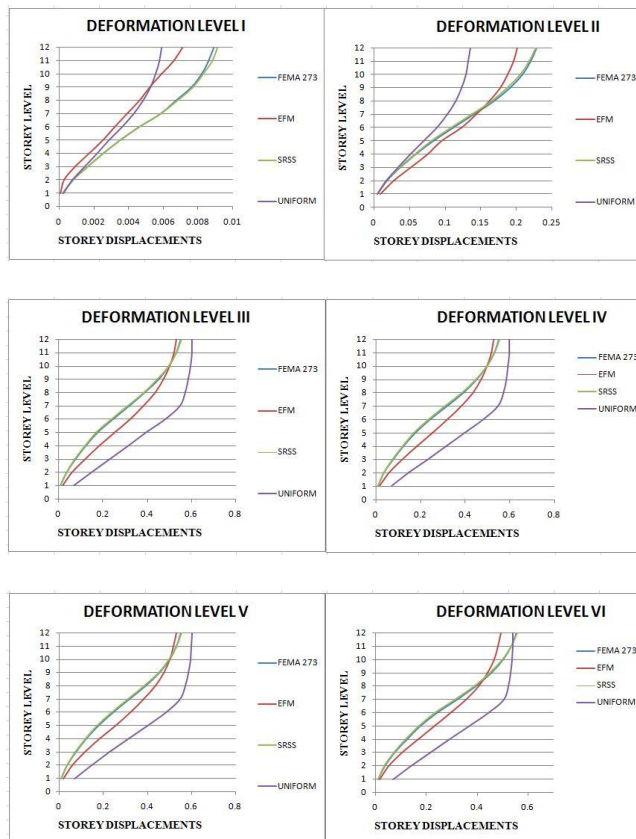 DEFORMATION LEVEL I
STOREY LEVEL
12
11
10
9
8
7
6
5
4
3
2
1
0
0 0.002 0.004 0.006 0.008 0.01
STOREY DISPLACEMENTS
FEMA 273
EFM
SRSS
UNIFORM
DEFORMATION LEVEL II
STOREY LEVEL
12
11
10
9
8
7
6
5
4
3
2
1
0
0 0.05 0.1 0.15 0.2 0.25
STOREY DISPLACEMENTS
FEMA 273
EFM
SRSS
UNIFORM
DEFORMATION LEVEL III
STOREY LEVEL
12
11
10
9
8
7
6
5
4
3
2
1
0
0 0.2 0.4 0.6 0.8
STOREY DISPLACEMENTS
FEMA 273
EFM
SRSS
UNIFORM
DEFORMATION LEVEL IV
STOREY LEVEL
12
11
10
9
8
7
6
5
4
3
2
1
0
0 0.2 0.4 0.6 0.8
STOREY DISPLACEMENTS
FEMA 273
EFM
SRSS
UNIFORM
DEFORMATION LEVEL V
STOREY LEVEL
12
11
10
9
8
7
6
5
4
3
2
1
0
0 0.2 0.4 0.6 0.8
STOREY DISPLACEMENTS
FEMA 273
EFM
SRSS
UNIFORM
DEFORMATION LEVEL VI
STOREY LEVEL
12
11
10
9
8
7
6
5
4
3
2
1
0
0 0.2 0.4 0.6
STOREY DISPLACEMENTS
FEMA 273
EFM
SRSS
UNIFORM